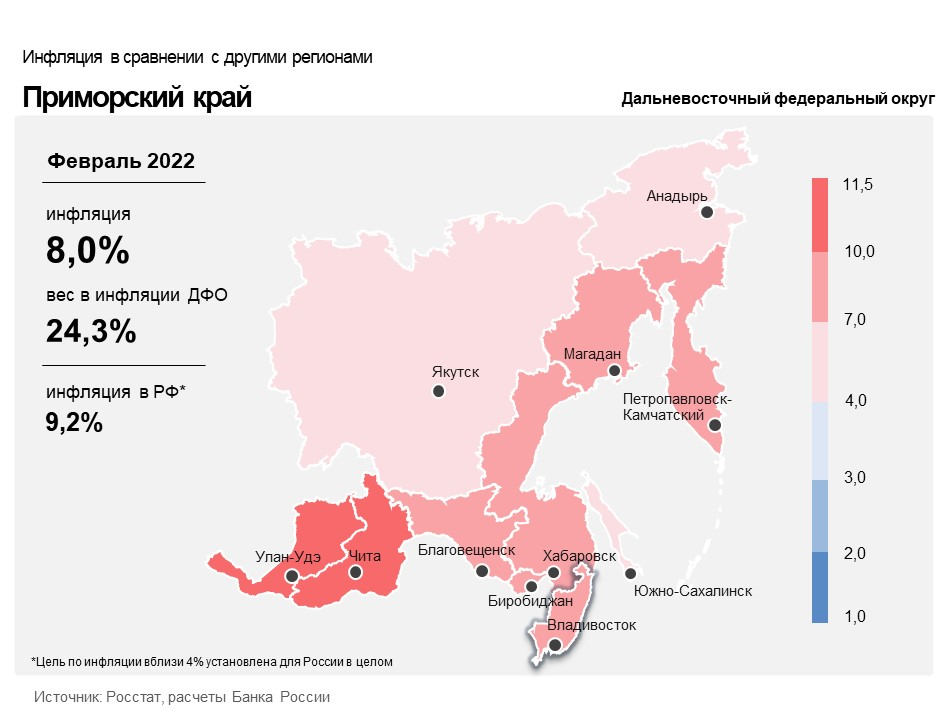 Инфляция в сравнении с другими регионами
Приморский край
Дальневосточный федеральный округ
Февраль 2022
инфляция
8,0%
вес в инфляции ДФО
24,3%
инфляция в РФ*
9,2%
Анадырь
Якутск
Магадан
Петропавловск-
Камчатский
Улан-Удэ
Чита
Благовещенск
Хабаровск
Биробиджан
Южно-Сахалинск
Владивосток
11,5
10,0
7,0
4,0
3,0
2,0
1,0
*Цель по инфляции вблизи 4% установлена для России в целом
Источник: Росстат, расчеты Банка России